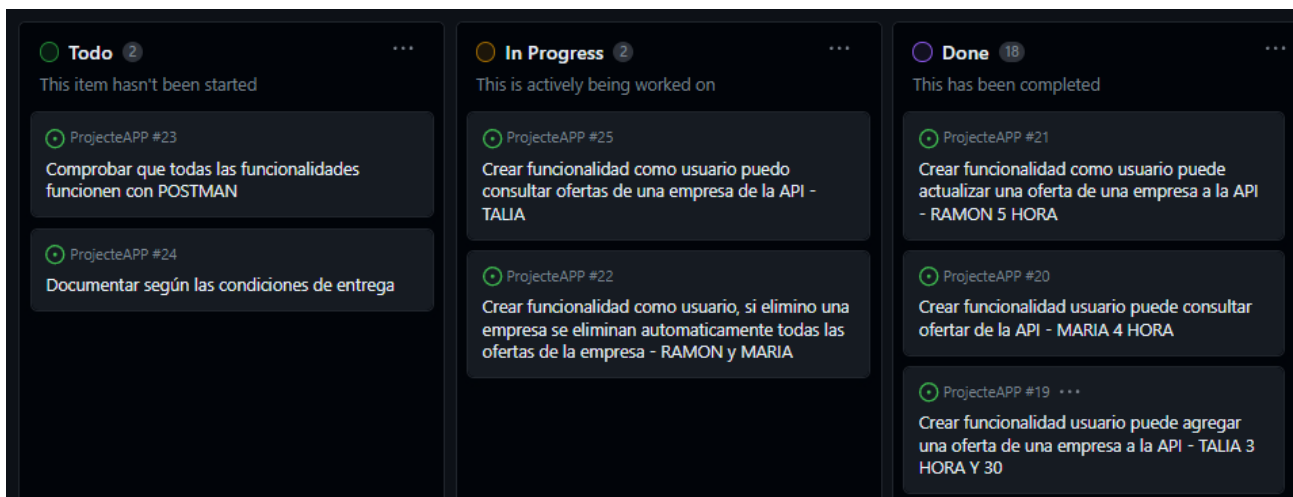 Todo 2
This item hasn't been started
ProjecteAPP #23
Comprobar que todas las funcionalidades
funcionen con POSTMAN
ProjecteAPP #24
Documentar según las condiciones de entrega
In Progress 2
This is actively being worked on
ProjecteAPP #25
Crear funcionalidad como usuario puedo
consultar ofertas de una empresa de la API -
TALIA
ProjecteAPP #22
Crear funcionalidad como usuario, si elimino una
empresa se eliminan automaticamente todas las
ofertas de la empresa - RAMON y MARIA
Done 18
This has been completed
ProjecteAPP #21
Crear funcionalidad como usuario puede
actualizar una oferta de una empresa a la API
- RAMON 5 HORA
ProjecteAPP #20
Crear funcionalidad usuario puede consultar
ofertar de la API - MARIA 4 HORA
ProjecteAPP #19
Crear funcionalidad usuario puede agregar
una oferta de una empresa a la API - TALIA 3
HORA Y 30